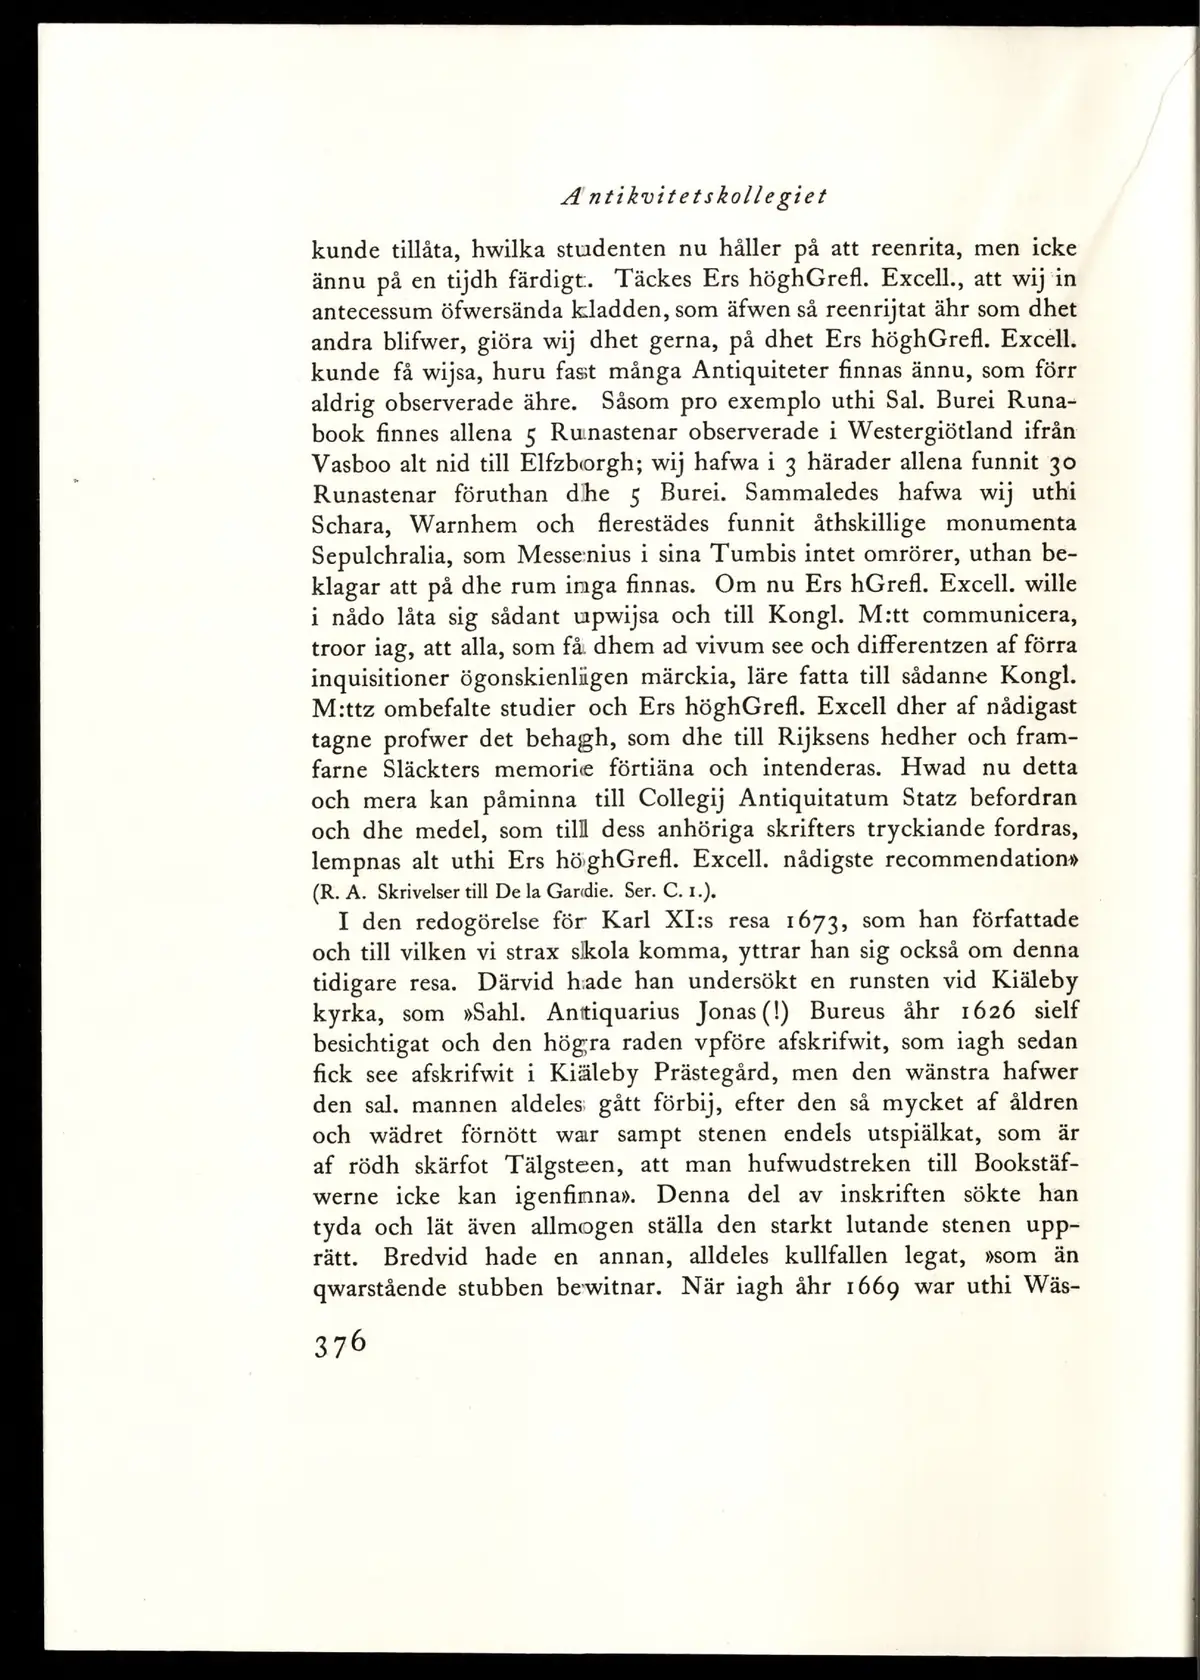 Antikvitetskollegiet
kunde tillåta, hwilka studenten nu håller på att reenrita, men icke
ännu på en tijdh färdigt. Täckes Ers höghGrefl. Excell., att wij in
antecessum öfwersända kladden, som äfwen så reenrijtat ähr som dhet
andra blifwer, giöra wij dhet gerna, på dhet Ers höghGrefl. Excell.
kunde få wijsa, huru fast många Antiquiteter finnas ännu, som förr
aldrig observerade ähre. Såsom pro exemplo uthi Sal. Burei Runa-
book finnes allena 5 Runastenar observerade i Westergiötland ifrån
Vasboo alt nid till Elfzborgh; wij hafwa i 3 härader allena funnit 30
Runastenar föruthan dhe 5 Burei. Sammaledes hafwa wij uthi
Schara, Warnhem och flerestädes funnit åthskillige monumenta
Sepulchralia, som Messenius i sina Tumbis intet omrörer, uthan be-
klagar att på dhe rum inga finnas. Om nu Ers hGrefl. Excell. wille
i nådo låta sig sådant upwijsa och till Kongl. M:tt communicera,
troor iag, att alla, som få dhem ad vivum see och differentzen af förra
inquisitioner ögonskienligen märckia, läre fatta till sådanne Kongl.
M:ttz ombefalte studier och Ers höghGrefl. Excell dher af nådigast
tagne profwer det behagh, som dhe till Rijksens hedher och fram-
farne Släckters memorie förtiäna och intenderas. Hwad nu detta
och mera kan påminna till Collegij Antiquitatum Statz befordran
och dhe medel, som till dess anhöriga skrifters tryckiande fordras,
lempnas alt uthi Ers höghGrefl. Excell. nådigste recommendation»
(R. A. Skrivelser till De la Gardie. Ser. C. 1.).
I den redogörelse för Karl XI:s resa 1673, som han författade
och till vilken vi strax skola komma, yttrar han sig också om denna
tidigare resa. Därvid hade han undersökt en runsten vid Kiäleby
kyrka, som »Sahl. Antiquarius Jonas(!) Bureus åhr 1626 sielf
besichtigat och den högra raden vpföre afskrifwit, som iagh sedan
fick see afskrifwit i Kiäleby Prästegård, men den wänstra hafwer
den sal. mannen aldeles gått förbij, efter den så mycket af åldren
och wädret förnött war sampt stenen endels utspiälkat, som är
af rödh skärfot Tälgsteen, att man hufwudstreken till Bookstäf-
werne icke kan igenfinna». Denna del av inskriften sökte han
tyda och lät även allmogen ställa den starkt lutande stenen upp-
rätt. Bredvid hade en annan, alldeles kullfallen legat, »som än
qwarstående stubben bewitnar. När iagh åhr 1669 war uthi Wäs-
376